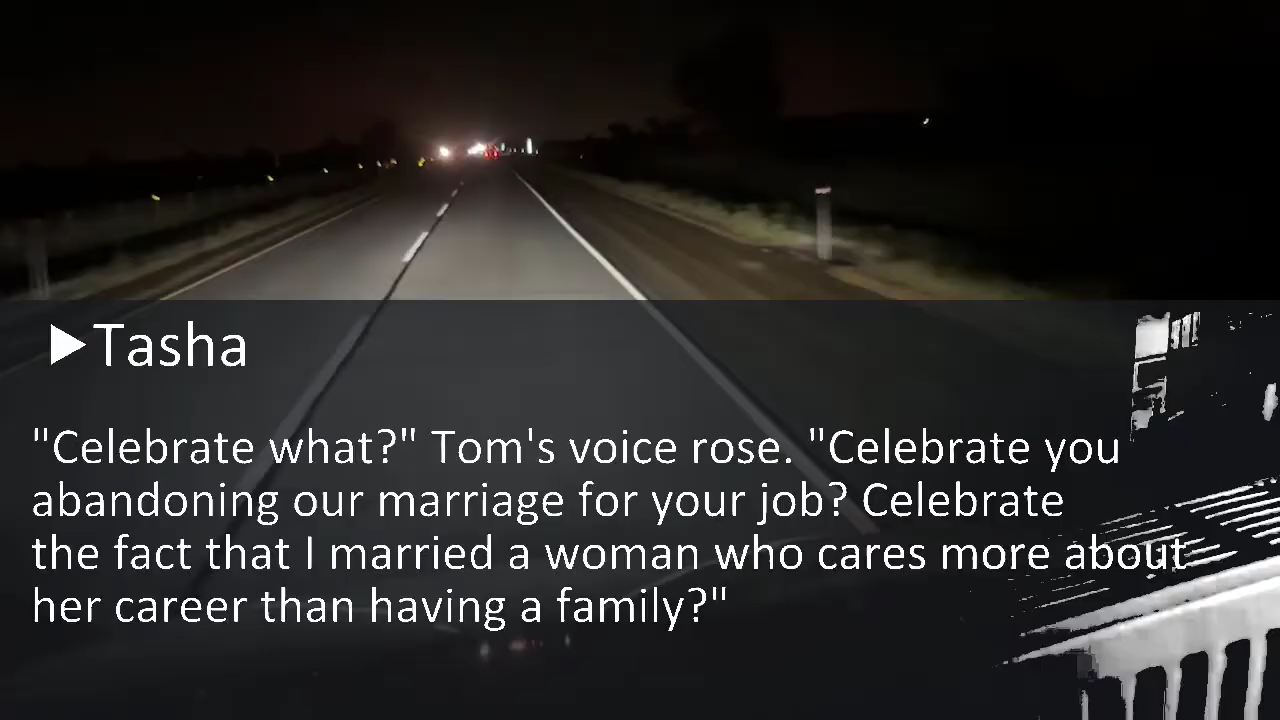 ▶Tasha
"Celebrate what?" Tom's voice rose. "Celebrate you
abandoning our marriage for your job? Celebrate
the fact that I married a woman who cares more about
her career than having a family?"